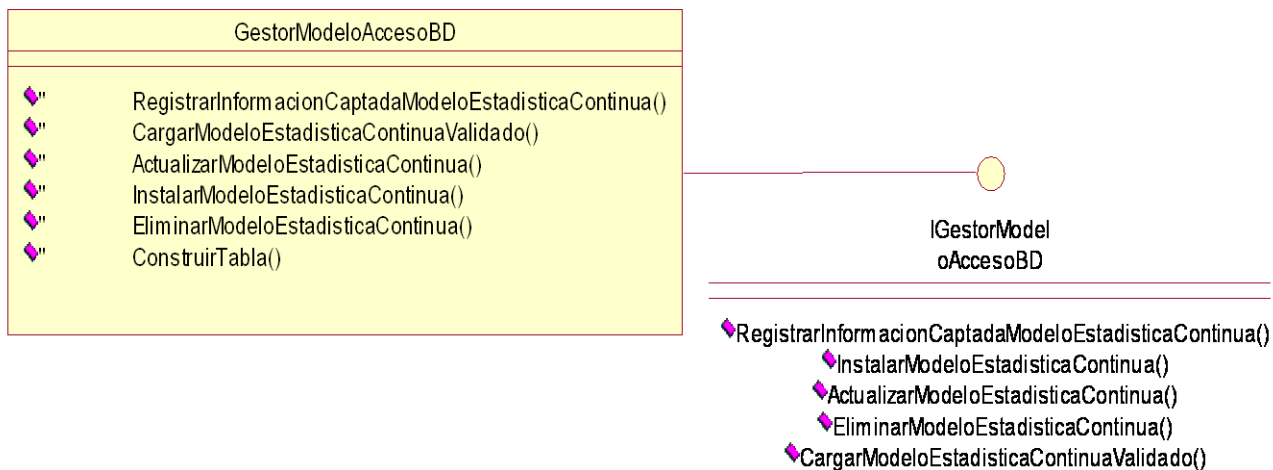 GestorModeloAccesoBD
" RegistrarInformacionCaptadaModeloEstadisticaContinua()
" CargarModeloEstadisticaContinuaValidado()
" ActualizarModeloEstadisticaContinua()
" InstalarModeloEstadisticaContinua()
" EliminarModeloEstadisticaContinua()
" ConstruirTabla()
IGestorModel
oAccesoBD
RegistrarInformacionCaptadaModeloEstadisticaContinua()
InstalarModeloEstadisticaContinua()
ActualizarModeloEstadisticaContinua()
EliminarModeloEstadisticaContinua()
CargarModeloEstadisticaContinuaValidado()